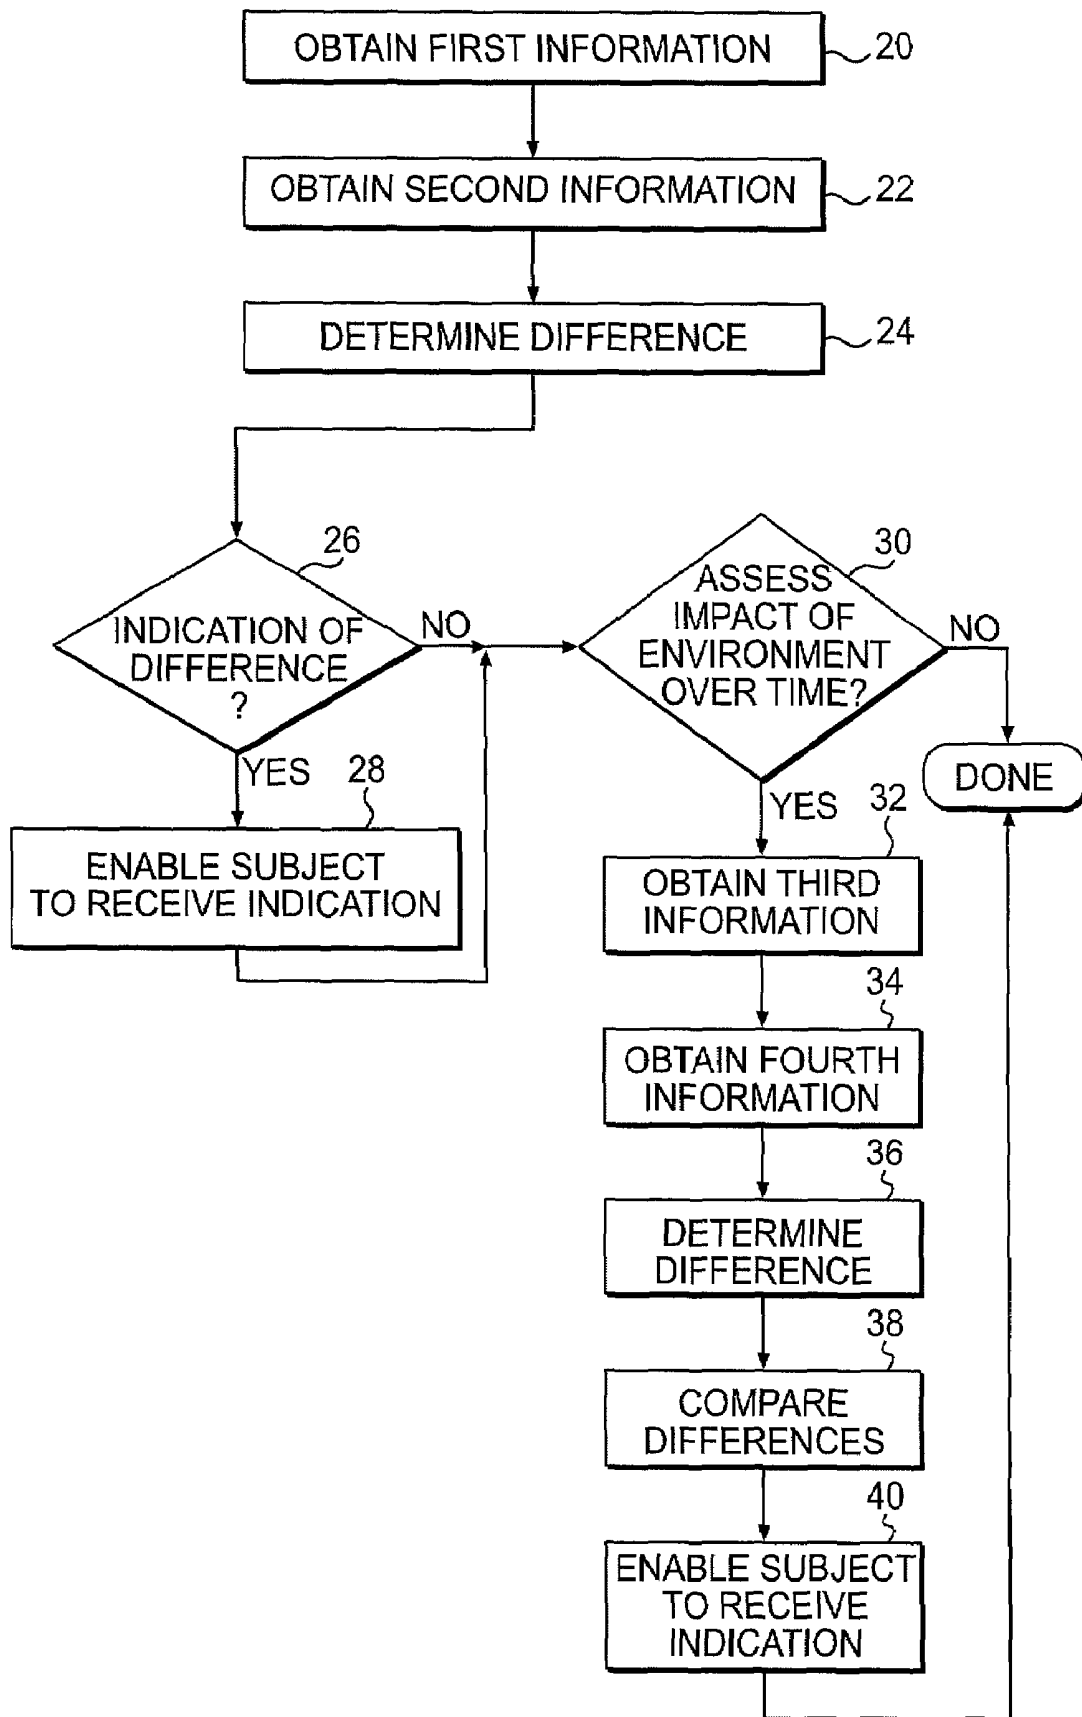 OBTAIN FIRST INFORMATION
20
OBTAIN SECOND INFORMATION
22
DETERMINE DIFFERENCE
24
26
INDICATION OF
DIFFERENCE
?
NO
YES
28
ENABLE SUBJECT
TO RECEIVE INDICATION
30
ASSESS
IMPACT OF
ENVIRONMENT
OVER TIME?
NO
DONE
YES
32
OBTAIN THIRD
INFORMATION
34
OBTAIN FOURTH
INFORMATION
36
DETERMINE
DIFFERENCE
38
COMPARE
DIFFERENCES
40
ENABLE SUBJECT
TO RECEIVE
INDICATION